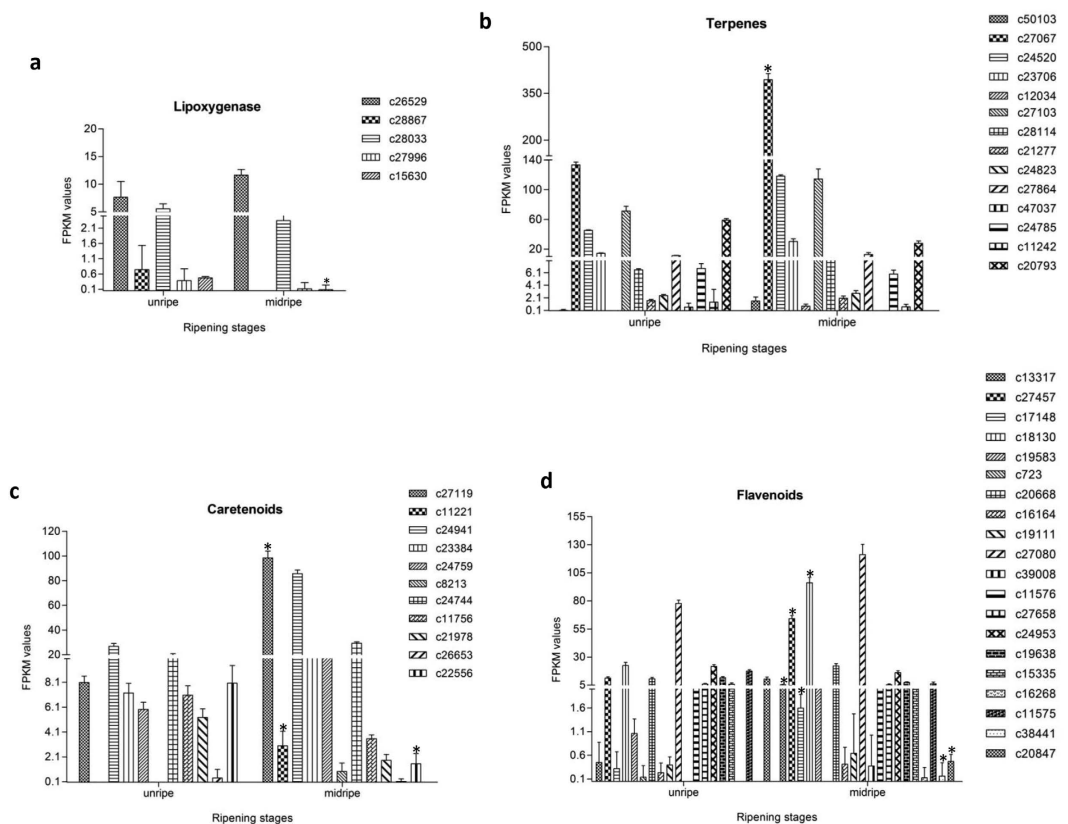 a
Lipoxygenase
FPKM values
20
15
10
5
2.1
1.6
1.1
0.6
0.1
*
unripe
midripe
Ripening stages
c26529
c28867
c28033
c27996
c15630
b
Terpenes
FPKM values
500
350
200
140
100
60
20
6.1
4.1
2.1
0.1
*
unripe
midripe
Ripening stages
c50103
c27067
c24520
c23706
c12034
c27103
c28114
c21277
c24823
c27864
c47037
c24785
c11242
c20793
c
Caretenoids
FPKM values
120
100
80
60
40
20
8.1
6.1
4.1
2.1
0.1
*
*
*
unripe
midripe
Ripening stages
c27119
c11221
c24941
c23384
c24759
c8213
c24744
c11756
c21978
c26653
c22556
d
Flavenoids
FPKM values
155
130
105
80
55
30
5
1.6
1.1
0.6
0.1
*
*
*
*
*
*
unripe
midripe
Ripening stages
c13317
c27457
c17148
c18130
c19583
c723
c20668
c16164
c19111
c27080
c39008
c11576
c27658
c24953
c19638
c15335
c16268
c11575
c38441
c20847